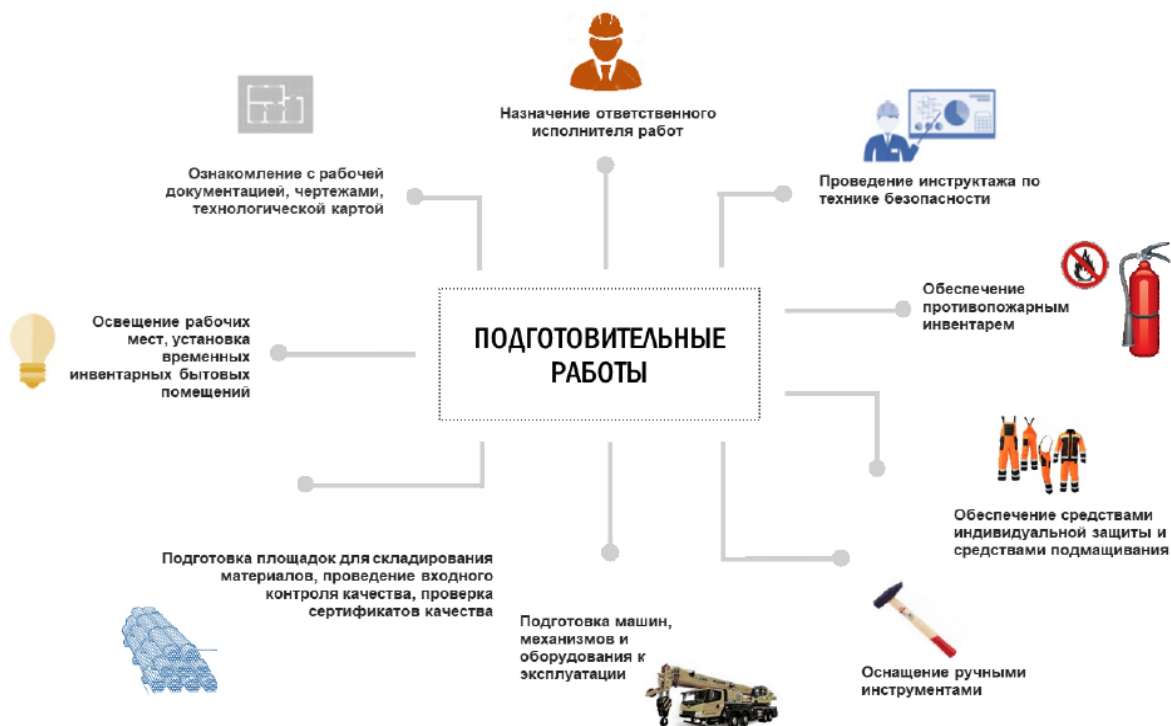 Назначение ответственного
исполнителя работ
Ознакомление с рабочей
документацией, чертежами,
технологической картой
Проведение инструктажа по
технике безопасности
Обеспечение
противопожарным
инвентарем
Освещение рабочих
мест, установка
временных
инвентарных бытовых
помещений
ПОДГОТОВИТЕЛЬНЫЕ
РАБОТЫ
Обеспечение средствами
индивидуальной защиты и
средствами подмащивания
Подготовка площадок для складирования
материалов, проведение входного
контроля качества, проверка
сертификатов качества
Подготовка машин,
механизмов и
оборудования к
эксплуатации
Оснащение ручными
инструментами